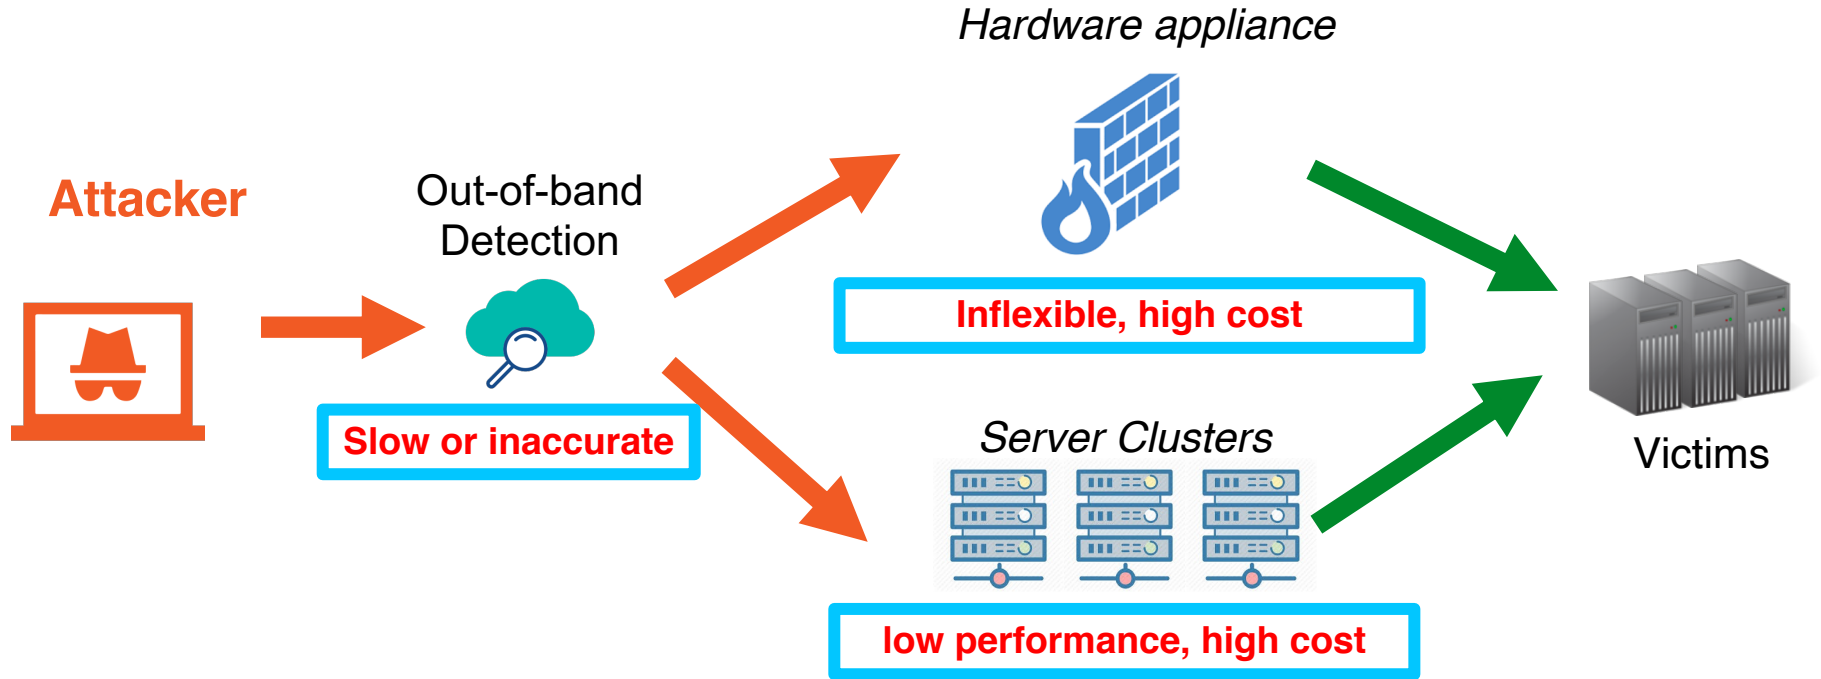 Hardware appliance
Attacker
Out-of-band
Detection
Inflexible, high cost
Slow or inaccurate
Server Clusters
Victims
low performance, high cost